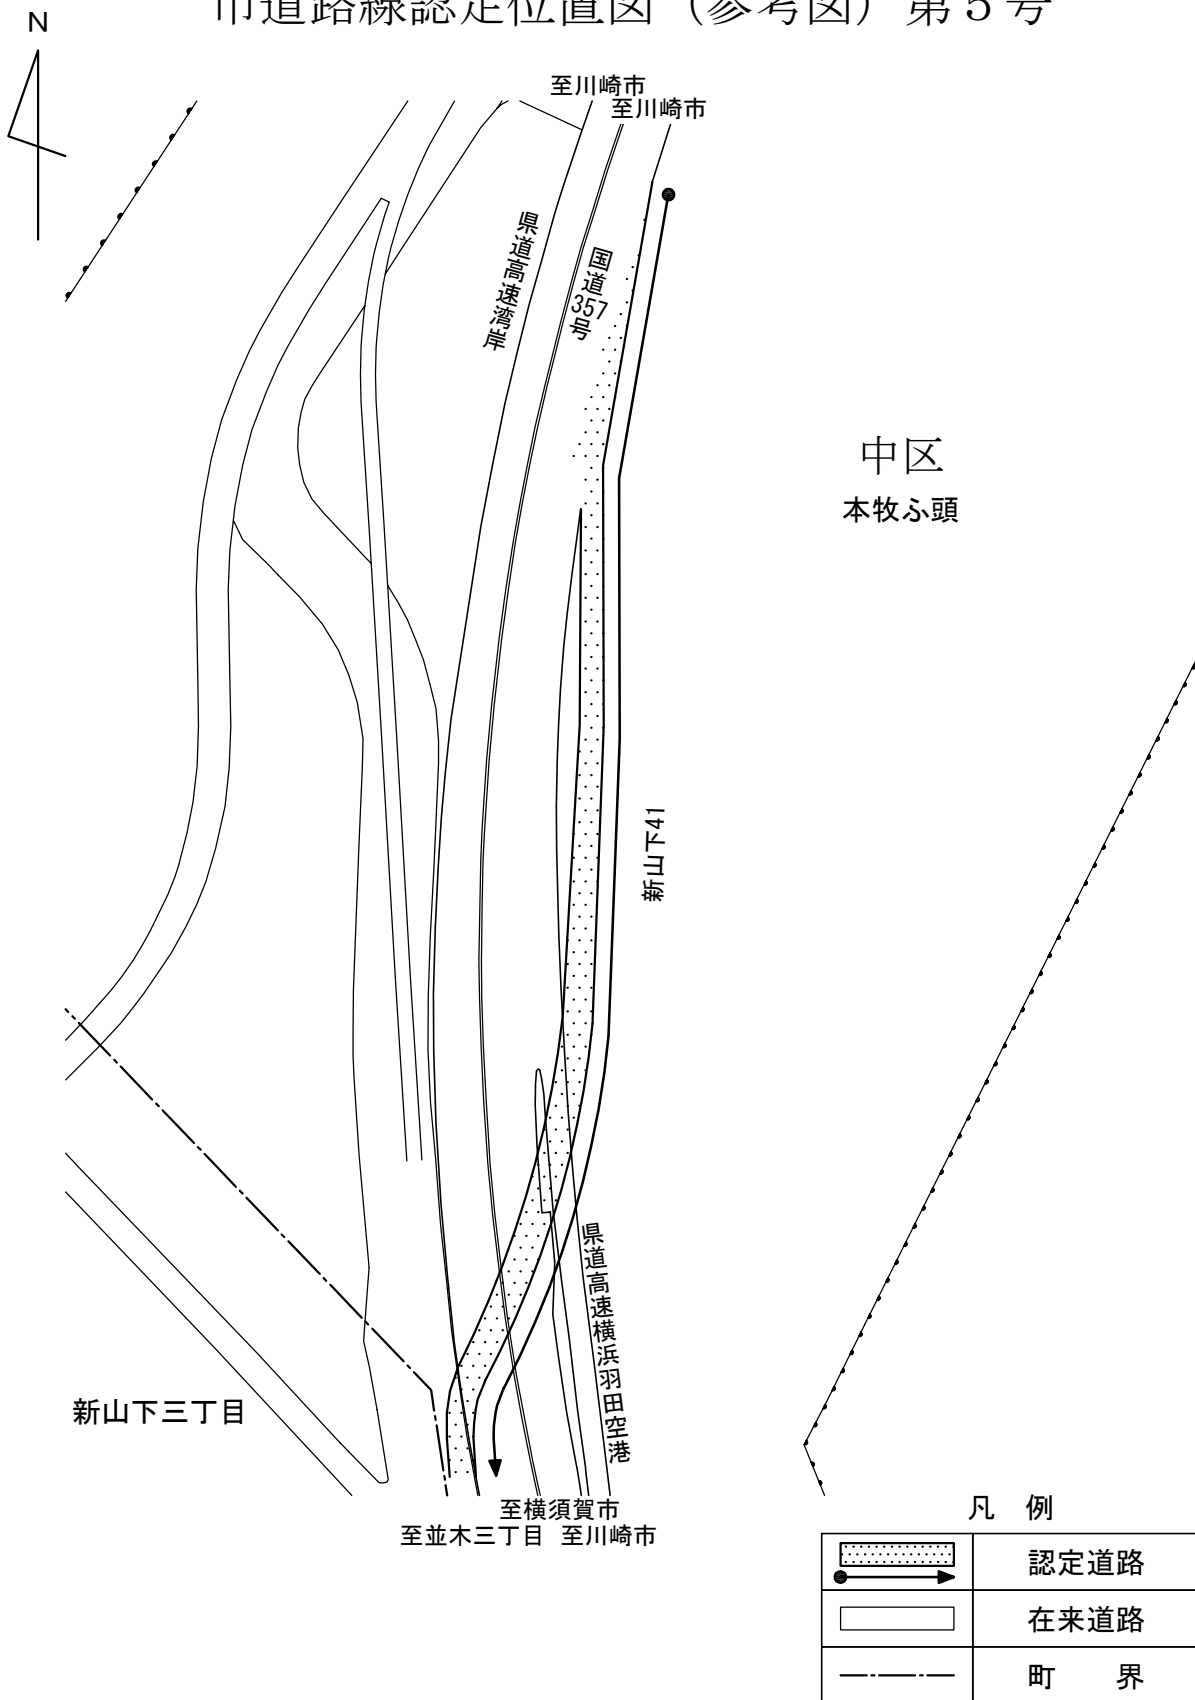 市道路線認定位置図（参考図）第５号
N
至川崎市
至川崎市
県道高速湾岸
国道357号
中区
本牧ふ頭
新山下41
県道高速横浜羽田空港
新山下三丁目
至横須賀市
至並木三丁目 至川崎市
凡 例
認定道路
在来道路
町 界